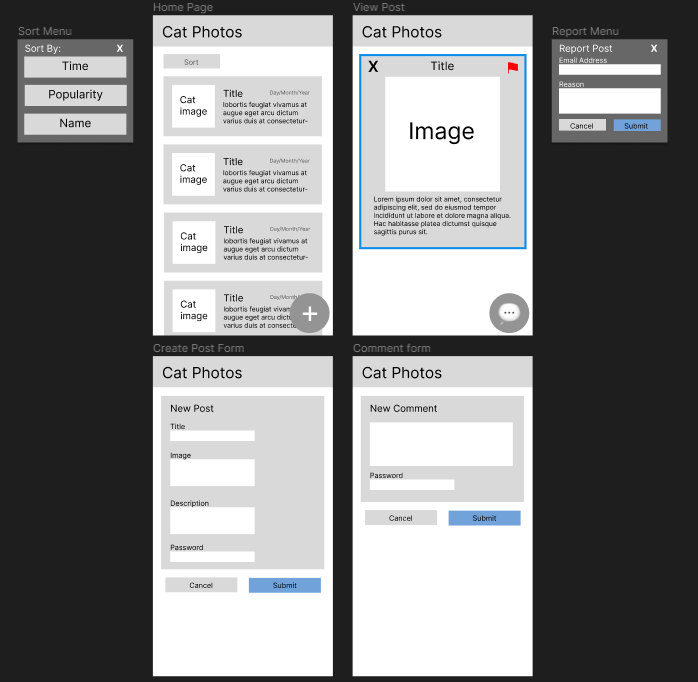 Sort Menu
Sort By: X
Time
Popularity
Name
Home Page
Cat Photos
Sort
Cat image
Title Day/Month/Year
lobortis feugiat vivamus at
augue eget arcu dictum
varius duis at consectetur-
Cat image
Title Day/Month/Year
lobortis feugiat vivamus at
augue eget arcu dictum
varius duis at consectetur-
Cat image
Title Day/Month/Year
lobortis feugiat vivamus at
augue eget arcu dictum
varius duis at consectetur-
Cat image
Title
lobortis feugiat
augue eget arcu
varius duis at
+
View Post
Cat Photos
X Title
Image
Lorem ipsum dolor sit amet, consectetur
adipiscing elit, sed do eiusmod tempor
incididunt ut labore et dolore magna aliqua.
Hac habitasse platea dictumst quisque
sagittis purus sit.
Report Menu
Report Post X
Email Address
Reason
Cancel Submit
Create Post Form
Cat Photos
New Post
Title
Image
Description
Password
Cancel Submit
Comment form
Cat Photos
New Comment
Password
Cancel Submit